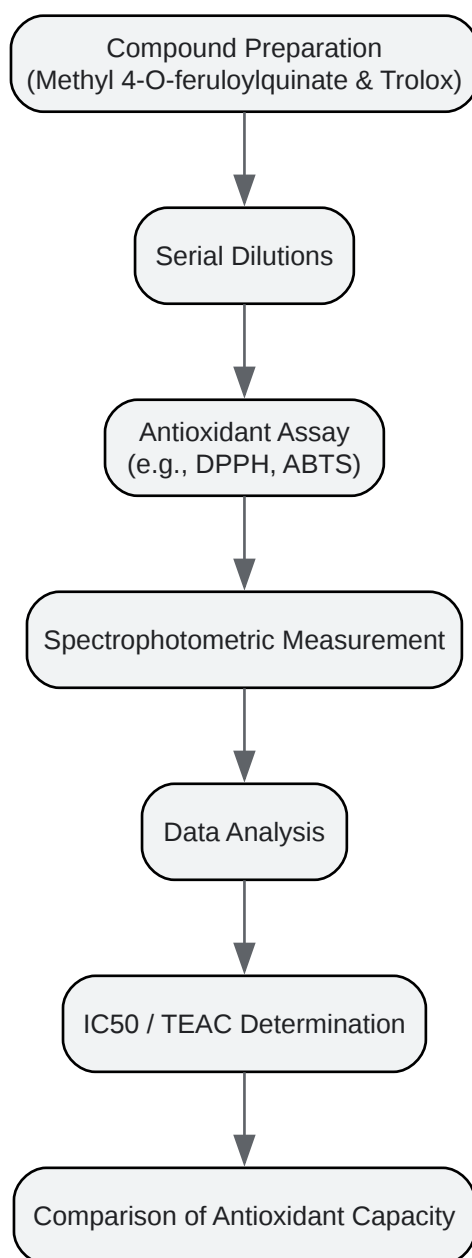 Compound Preparation
(Methyl 4-O-feruloylquinate & Trolox)
Serial Dilutions
Antioxidant Assay
(e.g., DPPH, ABTS)
Spectrophotometric Measurement
Data Analysis
IC50 / TEAC Determination
Comparison of Antioxidant Capacity